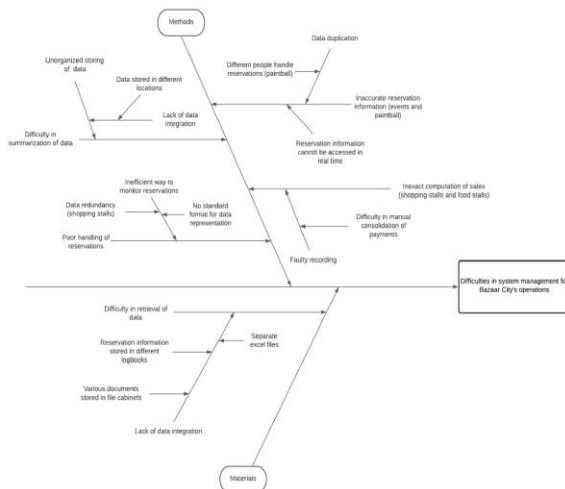 Methods
Data duplication
Unorganized storing
of data
Different people handle
reservations (paintball)
Data stored in different
locations
Inaccurate reservation
information (events and
paintball)
Lack of data
integration
Difficulty in
summarization of data
Reservation information
cannot be accessed in
real time
Inefficient way to
monitor reservations
Inexact computation of sales
(shopping stalls and food stalls)
Data redundancy
(shopping stalls)
No standard
format for data
representation
Difficulty in manual
consolidation of
payments
Poor handling of
reservations
Faulty recording
Difficulties in system management fo
Bazaar City's operations
Difficulty in retrieval of
data
Reservation information
stored in different
logbooks
Separate
excel files
Various documents
stored in file cabinets
Lack of data integration
Materials